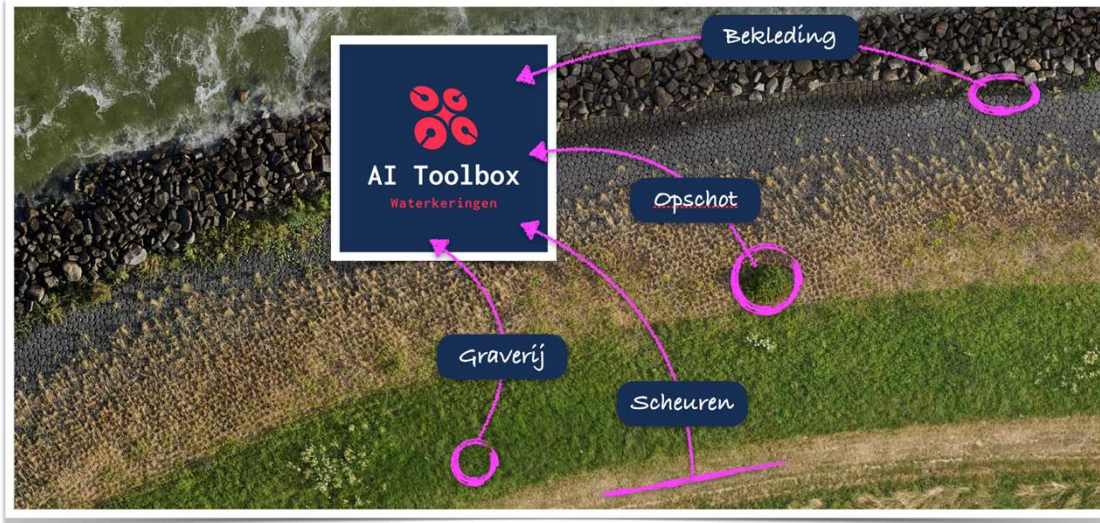 Bekleding
AI Toolbox
Waterkeringen
Opschot
Graverij
Scheuren